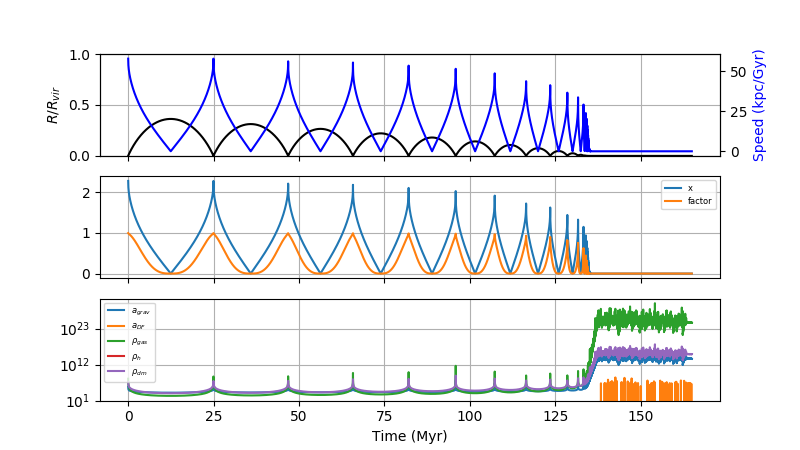 1.0
0.5
0.0
R/R_vir
50
25
0
Speed (kpc/Gyr)
2
1
0
x
factor
10^23
10^12
10^1
a_grav
a_DF
ρ_gas
ρ_h
ρ_dm
0 25 50 75 100 125 150
Time (Myr)